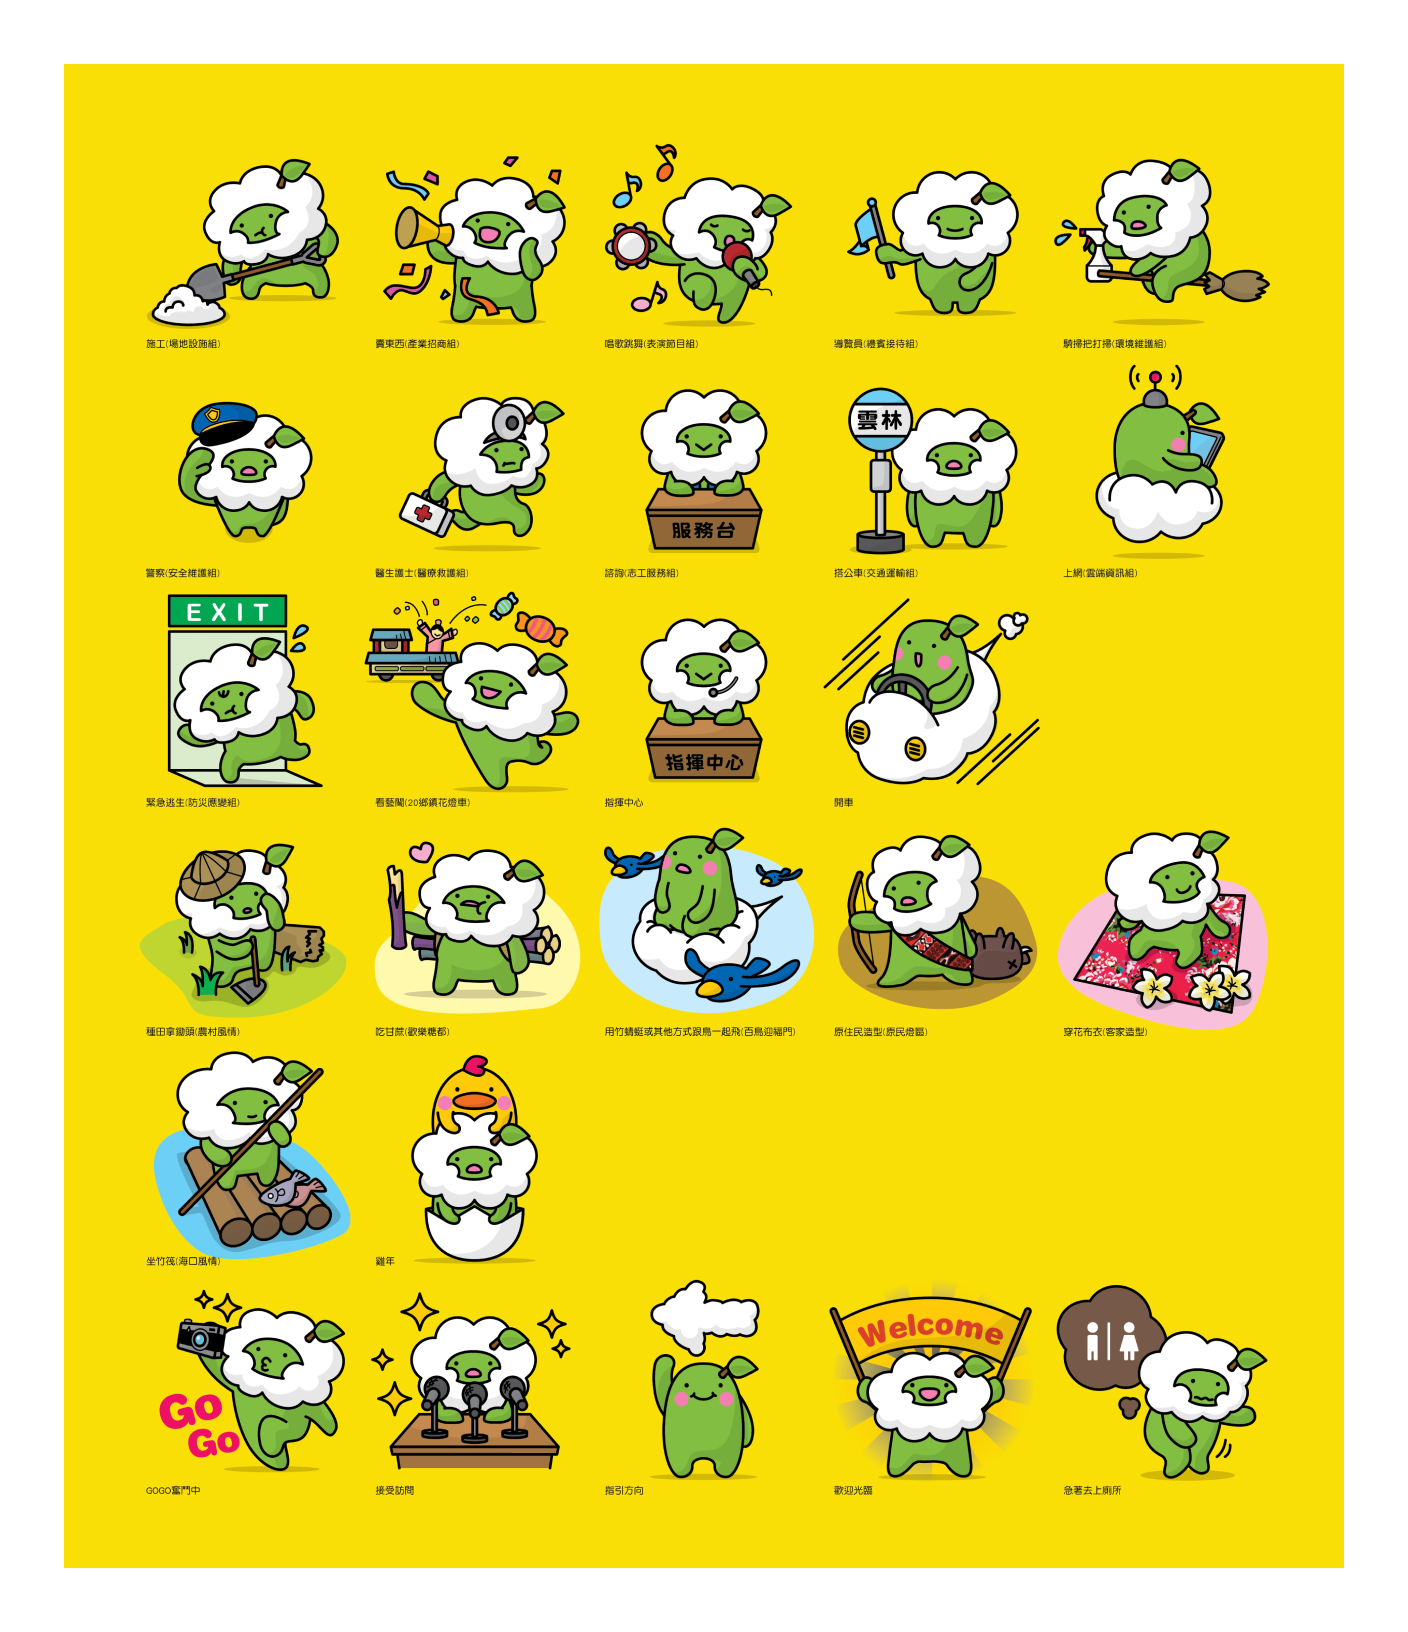 施工(場地設施組)
賣東西(產業招商組)
唱歌跳舞(表演節目組)
導覽員(禮賓接待組)
騎掃把打掃(環境維護組)
雲林
服務台
警察(安全維護組)
醫生護士(醫療救護組)
諮詢(志工服務組)
搭公車(交通運輸組)
上網(雲端資訊組)
EXIT
指揮中心
緊急逃生(防災應變組)
看藝閣(20鄉鎮花燈車)
指揮中心
開車
種田拿鋤頭(農村風情)
吃甘蔗(歡樂糖都)
用竹蜻蜓或其他方式跟鳥一起飛(百鳥迎福門)
原住民造型(原民燈區)
穿花布衣(客家造型)
坐竹筏(海口風情)
雞年
Welcome
Go
Go
GOGO奮鬥中
接受訪問
指引方向
歡迎光臨
急著去上廁所